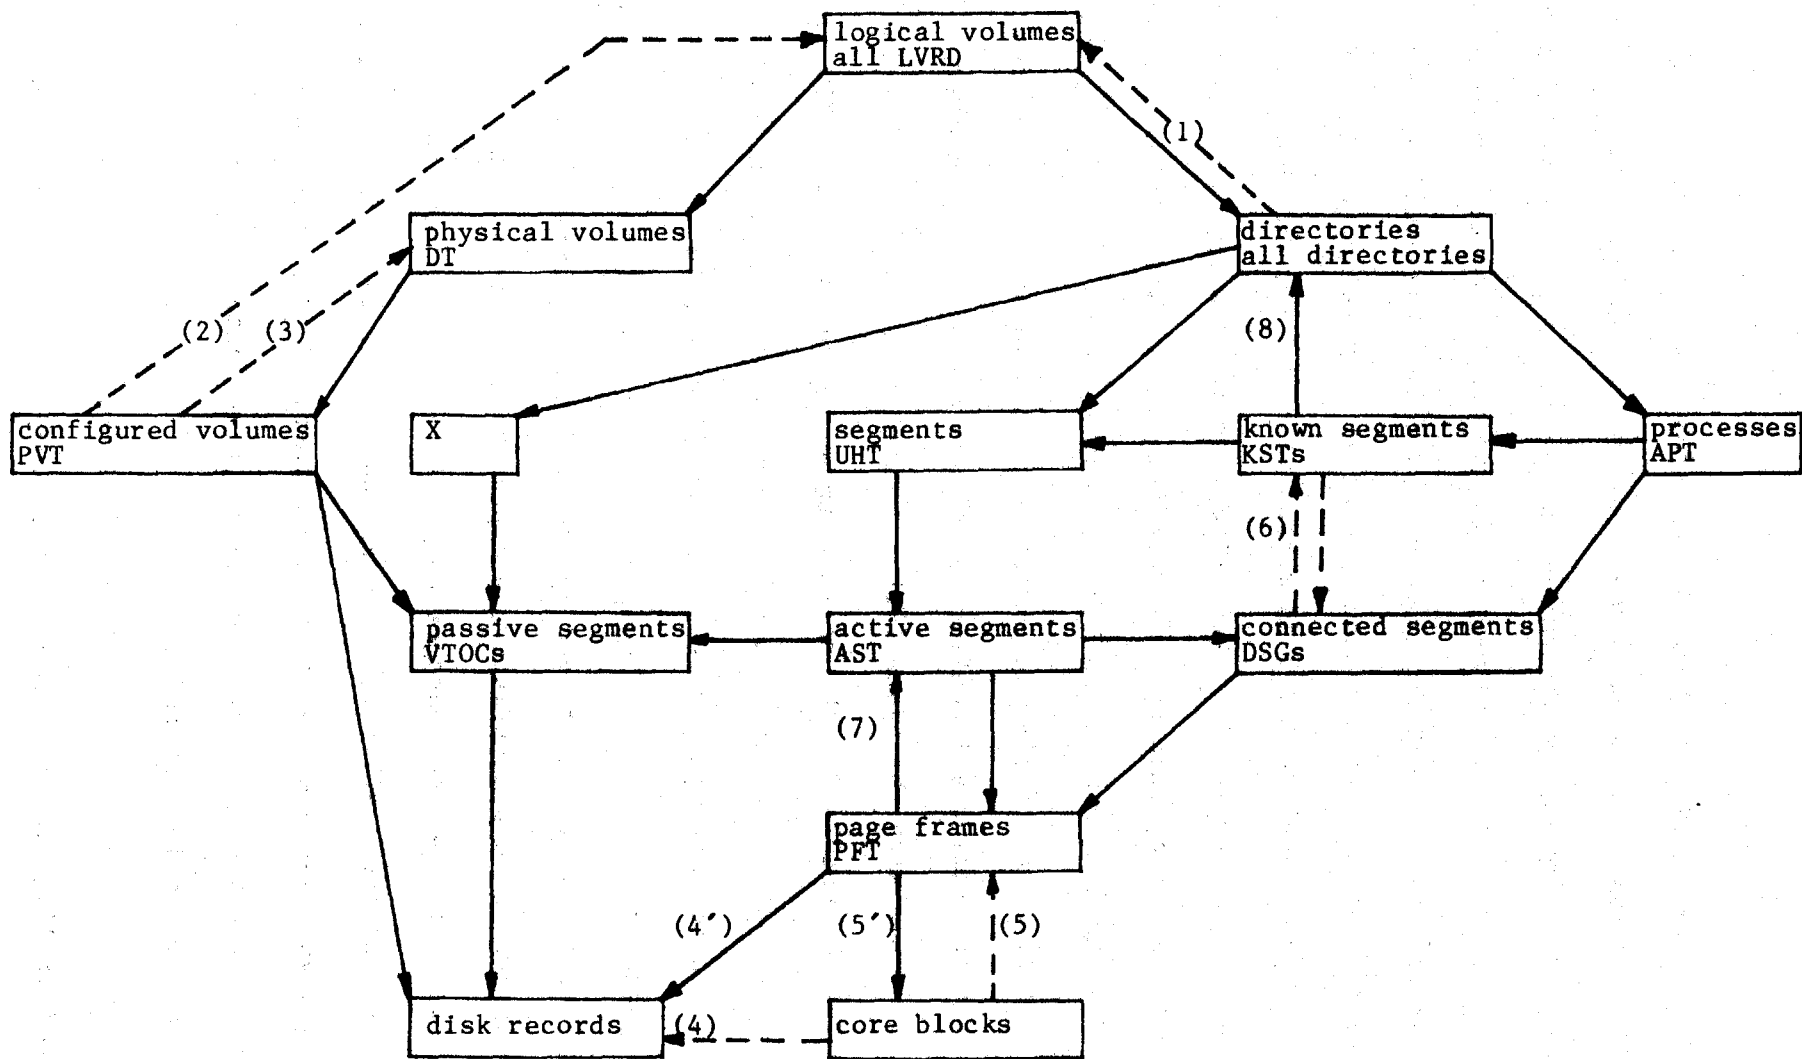 logical volumes
all LVRD
(1)
physical volumes
DT
directories
all directories
(2)
(3)
(8)
configured volumes
PVT
X
segments
UHT
known segments
KSTs
processes
APT
(6)
passive segments
VTOCs
active segments
AST
connected segments
DSGs
(7)
page frames
PFT
(4´)
(5´)
(5)
disk records
(4)
core blocks